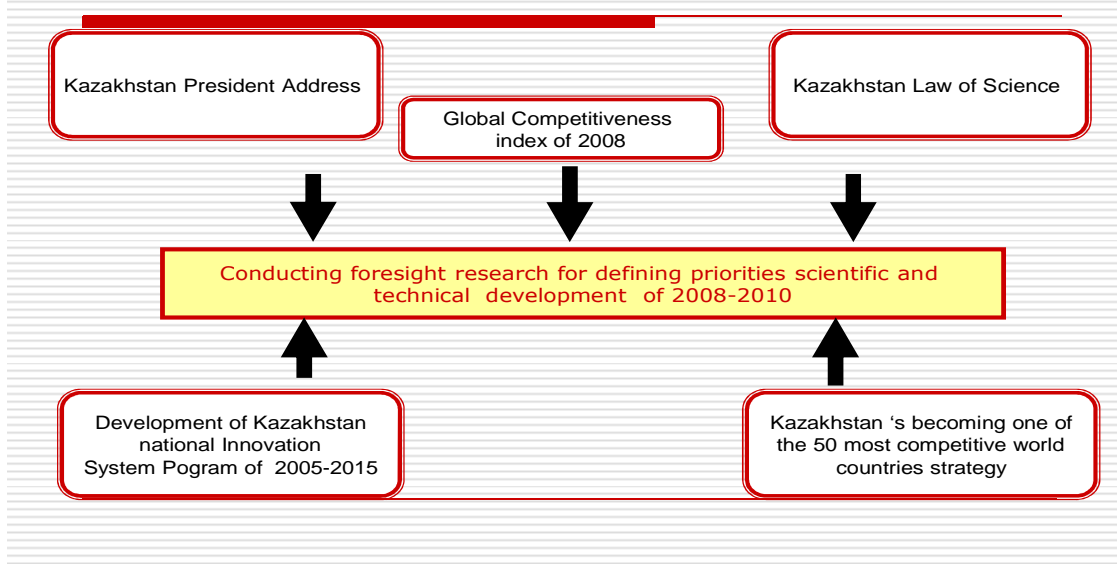 Kazakhstan President Address
Global Competitiveness
index of 2008
Kazakhstan Law of Science
Conducting foresight research for defining priorities scientific and
technical development of 2008-2010
Development of Kazakhstan
national Innovation
System Pogram of 2005-2015
Kazakhstan ‘s becoming one of
the 50 most competitive world
countries strategy